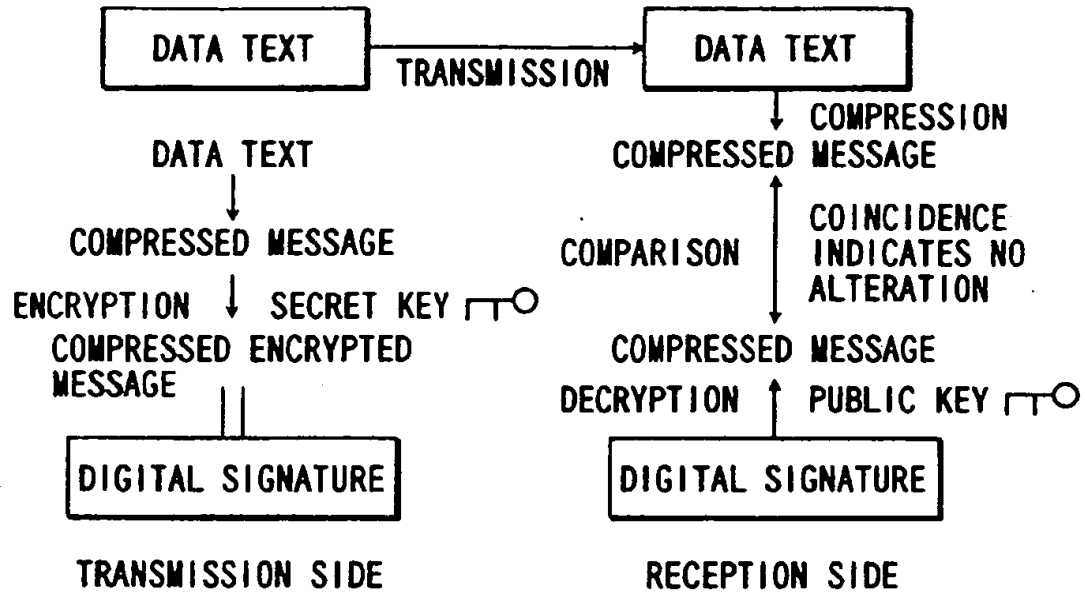 DATA TEXT
TRANSMISSION
DATA TEXT
COMPRESSION
DATA TEXT
COMPRESSED MESSAGE
COMPRESSED MESSAGE
COMPARISON
COINCIDENCE
INDICATES NO
ALTERATION
ENCRYPTION
SECRET KEY
COMPRESSED ENCRYPTED
MESSAGE
COMPRESSED MESSAGE
DECRYPTION
PUBLIC KEY
DIGITAL SIGNATURE
DIGITAL SIGNATURE
TRANSMISSION SIDE
RECEPTION SIDE